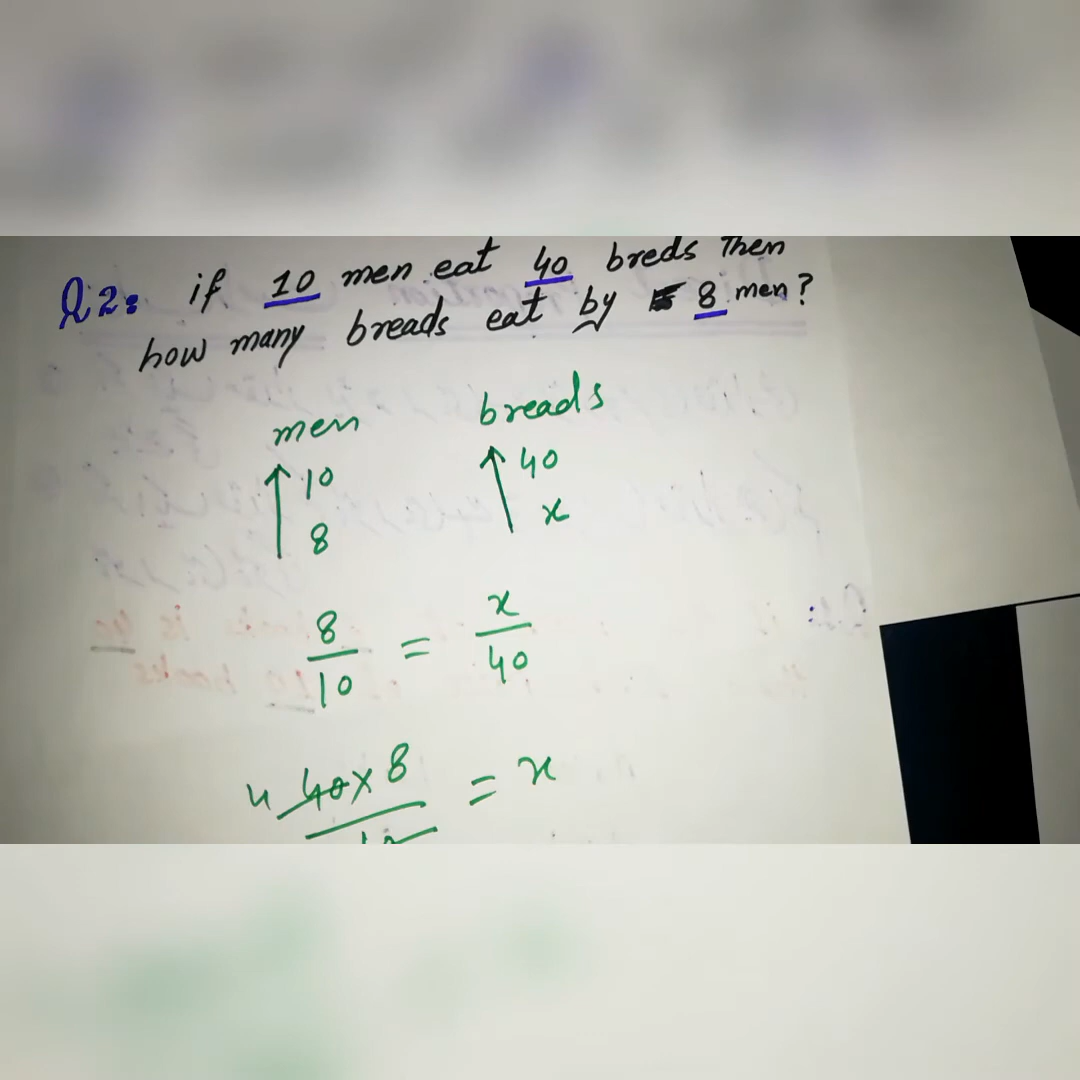 Q2: if 10 men eat 40 breds then
how many breads eat by 8 men?
men breads
10 40
8 x
8/10 = x/40
4 40x8/10 = x